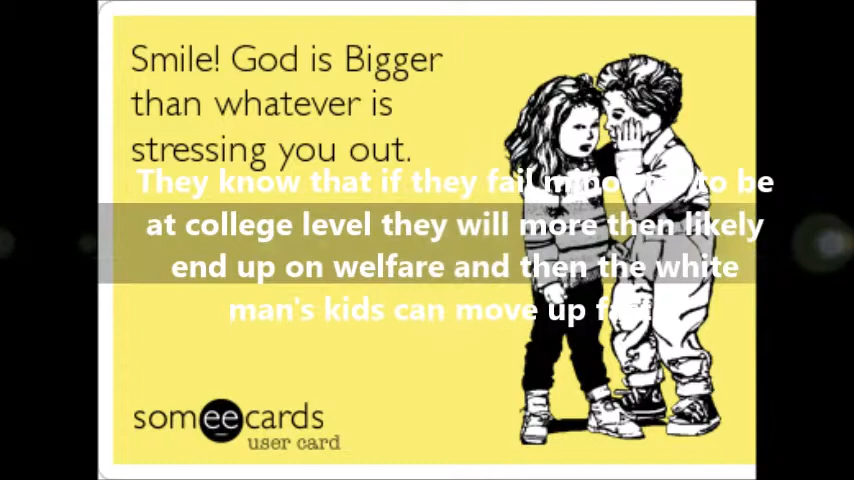 Smile! God is Bigger
than whatever is
stressing you out.
They know that if they fail to be
at college level they will more then likely
end up on welfare and then the white
man's kids can move up
someecards
user card